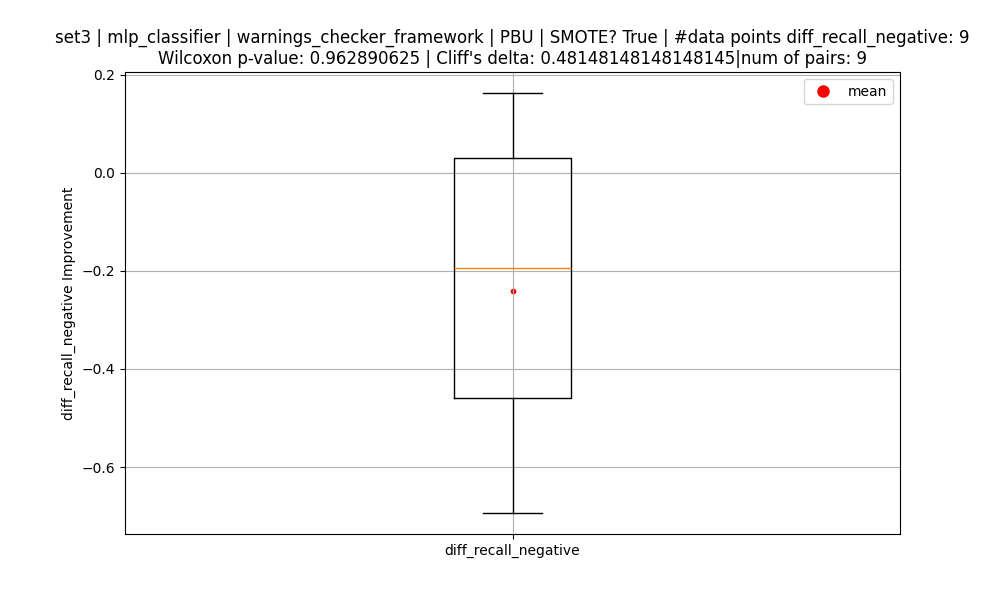 set3 | mlp_classifier | warnings_checker_framework | PBU | SMOTE? True | #data points diff_recall_negative: 9
Wilcoxon p-value: 0.962890625 | Cliff's delta: 0.48148148148148145|num of pairs: 9
mean
0.2
0.0
−0.2
−0.4
−0.6
diff_recall_negative Improvement
diff_recall_negative